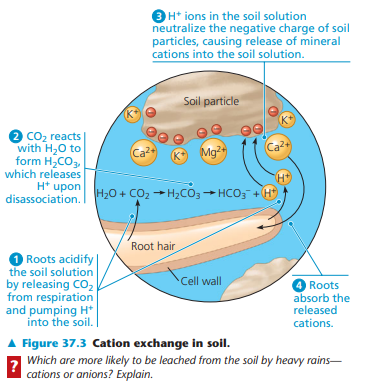 3 H+ ions in the soil solution
neutralize the negative charge of soil
particles, causing release of mineral
cations into the soil solution.
Soil particle
K+
K+
2 CO₂ reacts
with H₂O to
form H₂CO₃,
which releases
H+ upon
disassociation.
Ca²+
K+
Mg²+
Ca²+
H+
H₂O + CO₂ → H₂CO₃ → HCO₃⁻ + H+
Root hair
Cell wall
1 Roots acidify
the soil solution
by releasing CO₂
from respiration
and pumping H+
into the soil.
4 Roots
absorb the
released
cations.
▲ Figure 37.3 Cation exchange in soil.
? Which are more likely to be leached from the soil by heavy rains—
cations or anions? Explain.